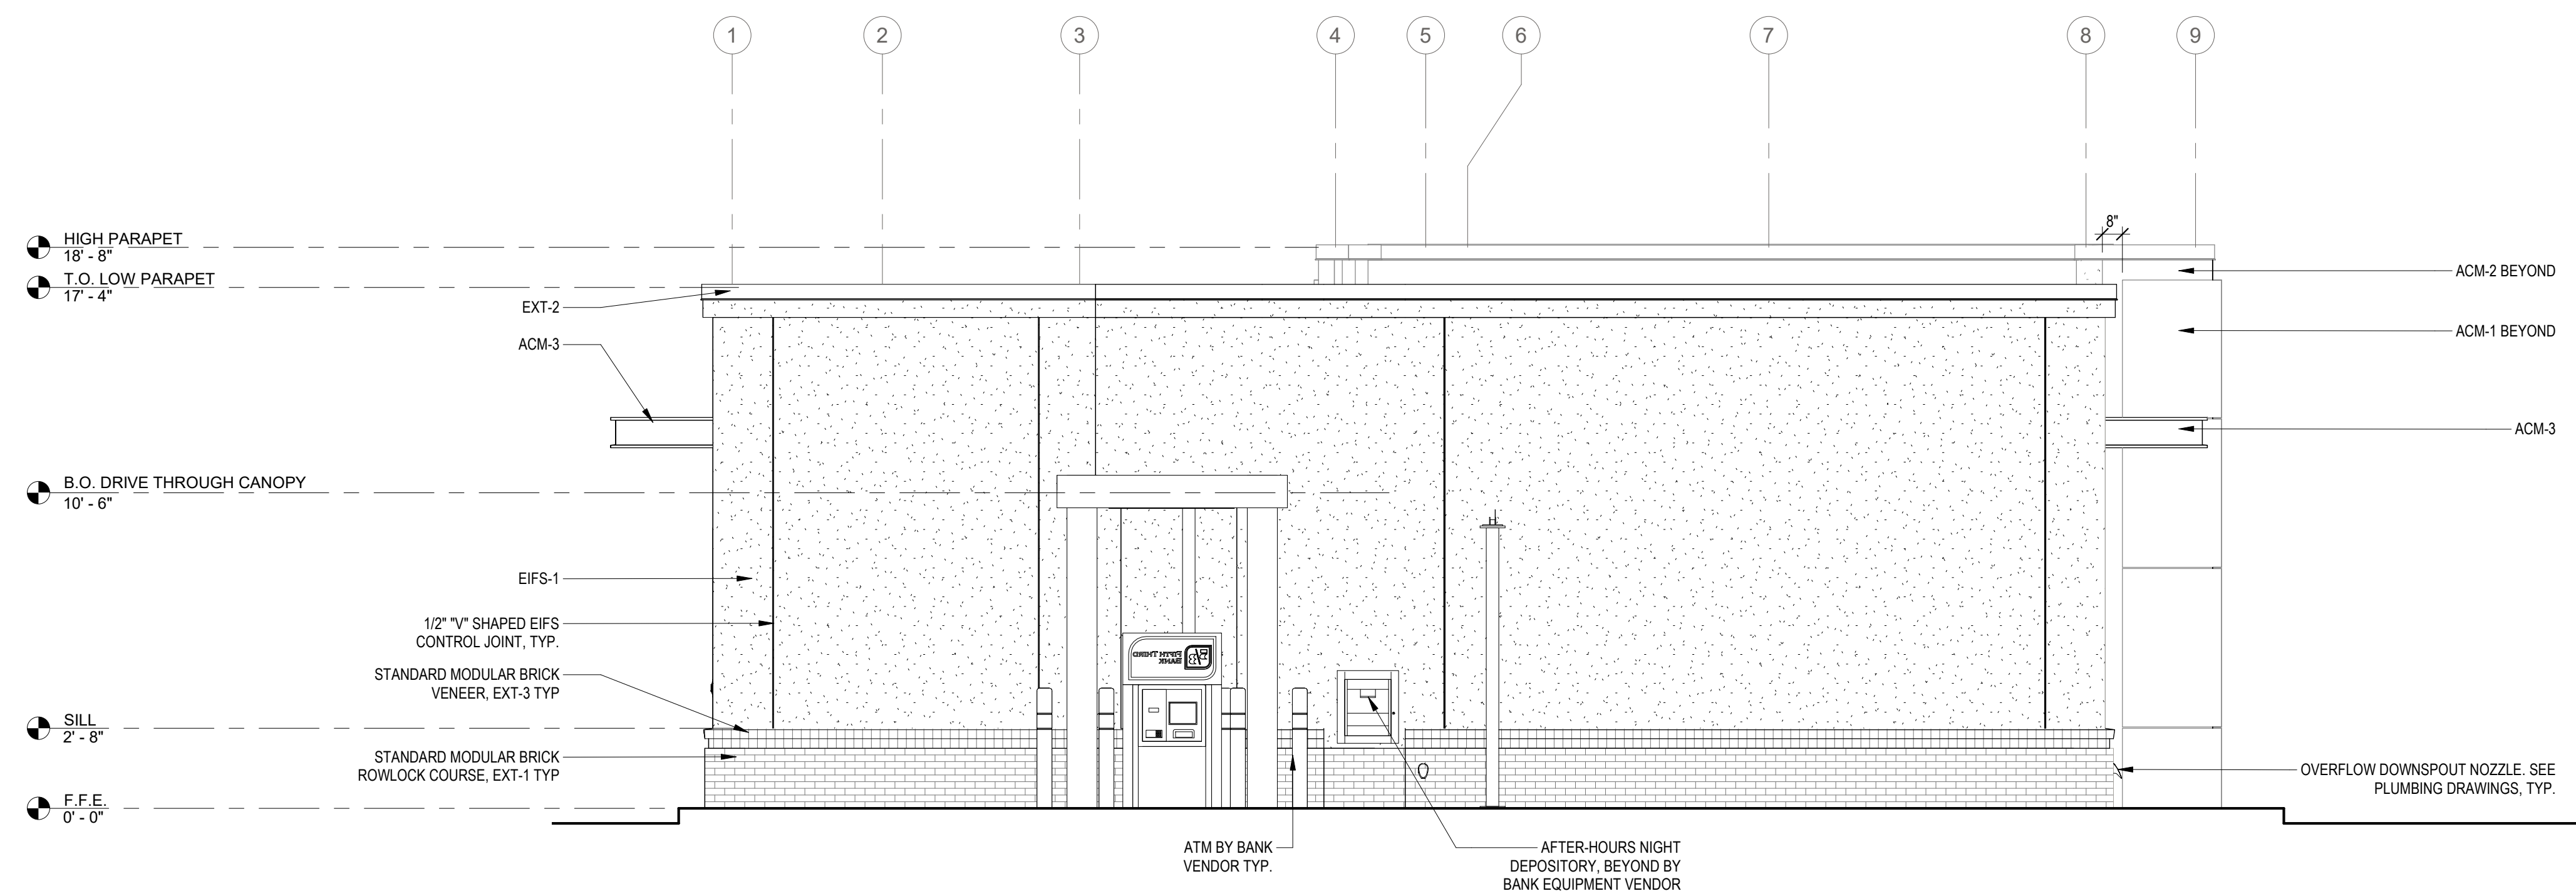 1 2 3 4 5 6 7 8 9
8"
HIGH PARAPET
18' - 8"
T.O. LOW PARAPET
17' - 4"
EXT-2
ACM-3
B.O. DRIVE THROUGH CANOPY
10' - 6"
EIFS-1
1/2" "V" SHAPED EIFS
CONTROL JOINT, TYP.
STANDARD MODULAR BRICK
VENEER, EXT-3 TYP
SILL
2' - 8"
STANDARD MODULAR BRICK
ROWLOCK COURSE, EXT-1 TYP
F.F.E.
0' - 0"
FIFTH THIRD
BANK
ATM BY BANK
VENDOR TYP.
AFTER-HOURS NIGHT
DEPOSITORY, BEYOND BY
BANK EQUIPMENT VENDOR
ACM-2 BEYOND
ACM-1 BEYOND
ACM-3
OVERFLOW DOWNSPOUT NOZZLE. SEE
PLUMBING DRAWINGS, TYP.